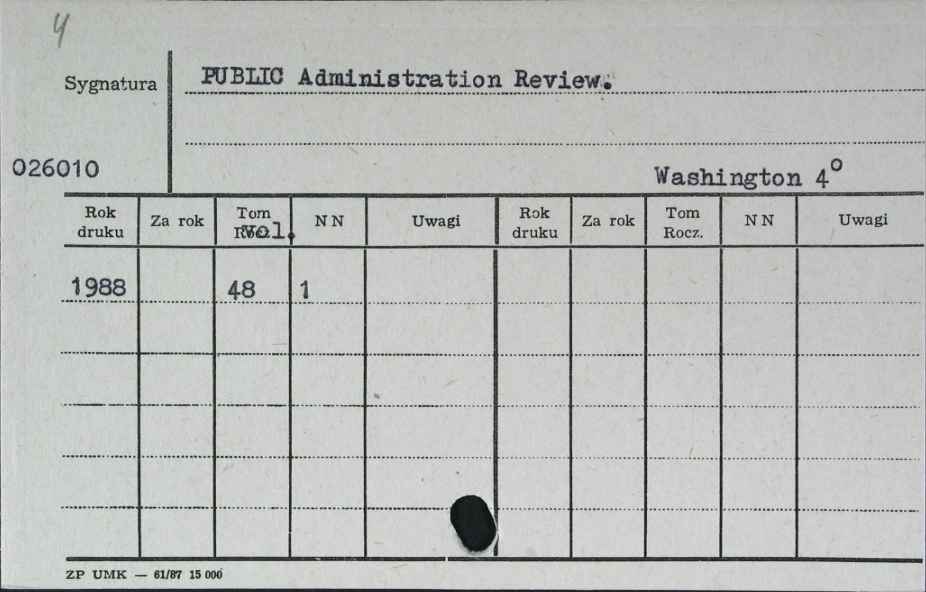 4
Sygnatura PUBLIC Administration Review.
026010
Washington 4°
Rok druku Za rok Tom Vol. N N Uwagi Rok druku Za rok Tom Rocz. N N Uwagi
1988 48 1
ZP UMK — 61/87 15 000